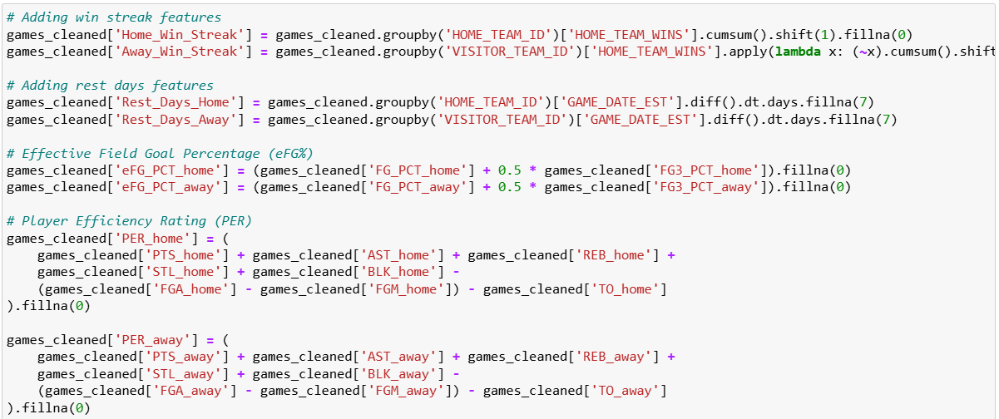 # Adding win streak features
games_cleaned['Home_Win_Streak'] = games_cleaned.groupby('HOME_TEAM_ID')['HOME_TEAM_WINS'].cumsum().shift(1).fillna(0)
games_cleaned['Away_Win_Streak'] = games_cleaned.groupby('VISITOR_TEAM_ID')['HOME_TEAM_WINS'].apply(lambda x: (~x).cumsum().shift

# Adding rest days features
games_cleaned['Rest_Days_Home'] = games_cleaned.groupby('HOME_TEAM_ID')['GAME_DATE_EST'].diff().dt.days.fillna(7)
games_cleaned['Rest_Days_Away'] = games_cleaned.groupby('VISITOR_TEAM_ID')['GAME_DATE_EST'].diff().dt.days.fillna(7)

# Effective Field Goal Percentage (eFG%)
games_cleaned['eFG_PCT_home'] = (games_cleaned['FG_PCT_home'] + 0.5 * games_cleaned['FG3_PCT_home']).fillna(0)
games_cleaned['eFG_PCT_away'] = (games_cleaned['FG_PCT_away'] + 0.5 * games_cleaned['FG3_PCT_away']).fillna(0)

# Player Efficiency Rating (PER)
games_cleaned['PER_home'] = (
    games_cleaned['PTS_home'] + games_cleaned['AST_home'] + games_cleaned['REB_home'] +
    games_cleaned['STL_home'] + games_cleaned['BLK_home'] -
    (games_cleaned['FGA_home'] - games_cleaned['FGM_home']) - games_cleaned['TO_home']
).fillna(0)

games_cleaned['PER_away'] = (
    games_cleaned['PTS_away'] + games_cleaned['AST_away'] + games_cleaned['REB_away'] +
    games_cleaned['STL_away'] + games_cleaned['BLK_away'] -
    (games_cleaned['FGA_away'] - games_cleaned['FGM_away']) - games_cleaned['TO_away']
).fillna(0)